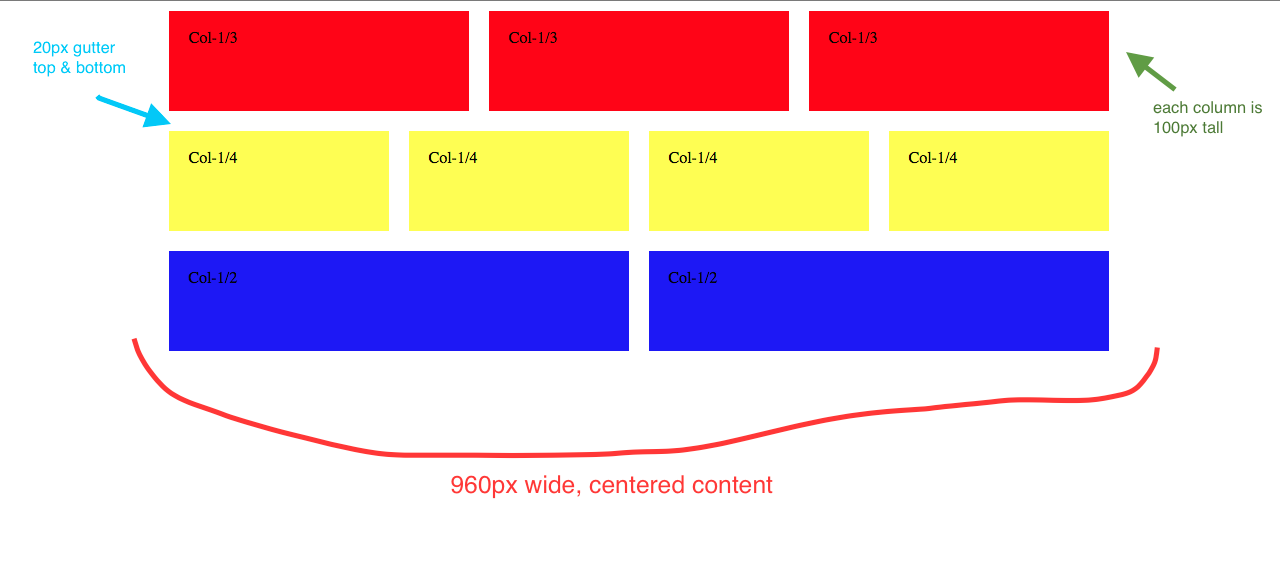 Col-1/3
Col-1/3
Col-1/3
20px gutter
top & bottom
each column is
100px tall
Col-1/4
Col-1/4
Col-1/4
Col-1/4
Col-1/2
Col-1/2
960px wide, centered content